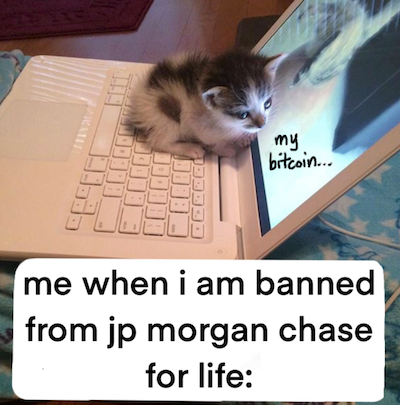 my
bitcoin...
me when i am banned
from jp morgan chase
for life: